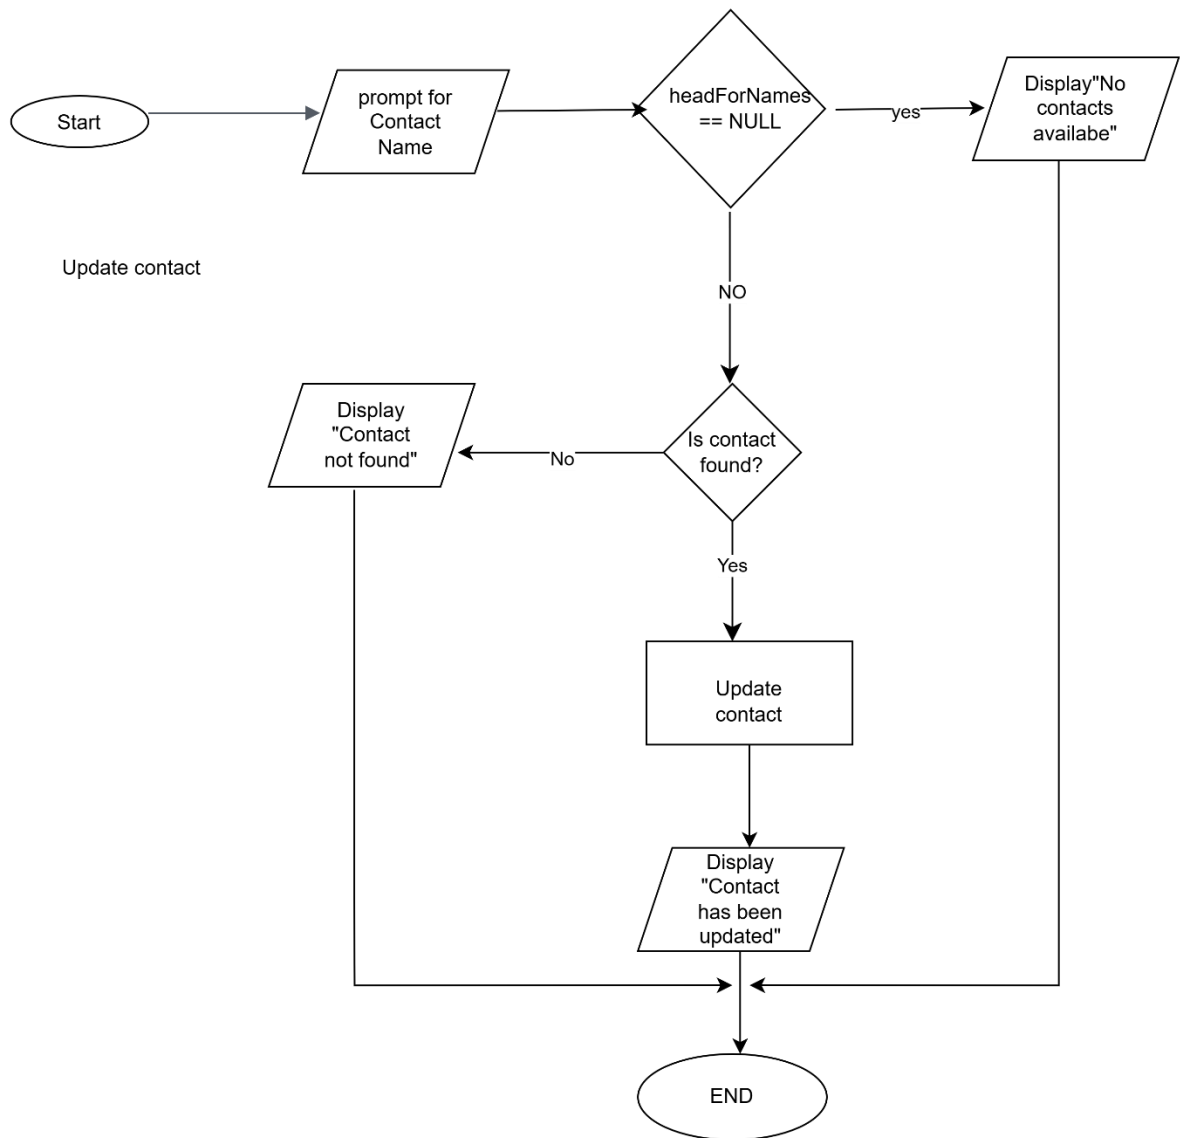 Start
prompt for
Contact
Name
headForNames
== NULL
yes
Display"No
contacts
availabe"
Update contact
NO
Display
"Contact
not found"
No
Is contact
found?
Yes
Update
contact
Display
"Contact
has been
updated"
END